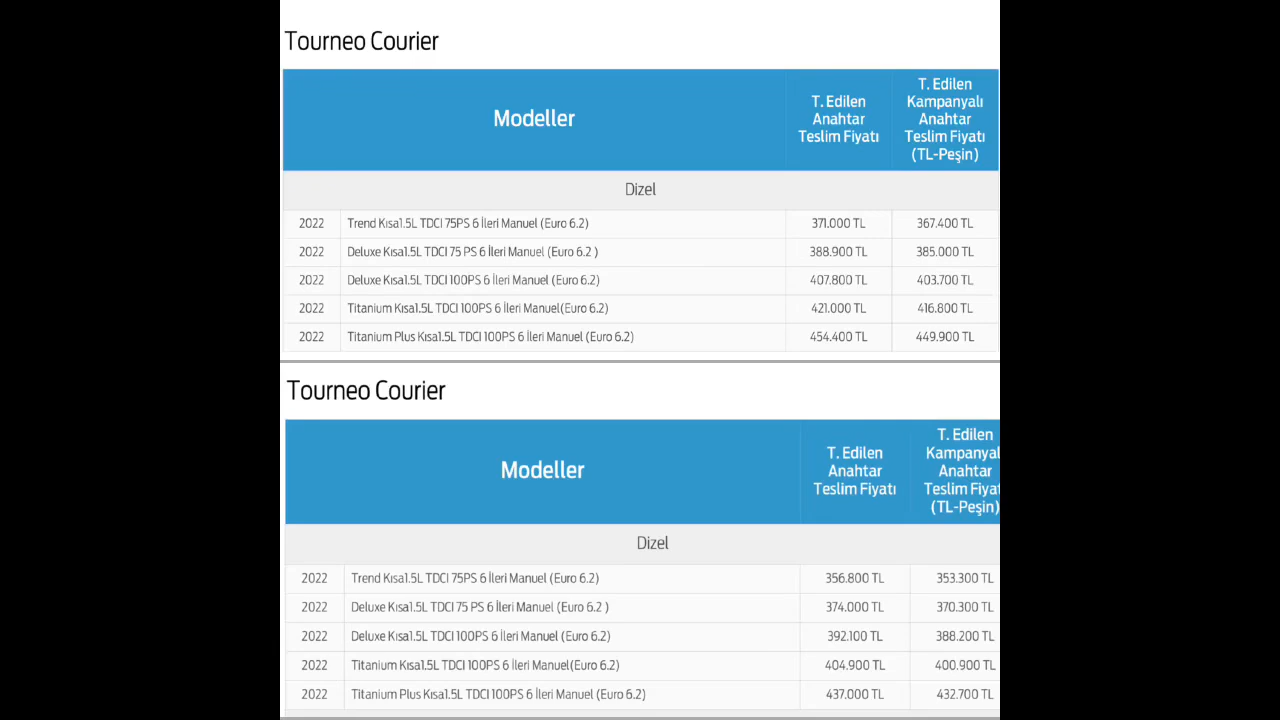 Tourneo Courier
Modeller
T. Edilen
Anahtar
Teslim Fiyatı
T. Edilen
Kampanyalı
Anahtar
Teslim Fiyatı
(TL-Peşin)
Dizel
2022 Trend Kısa1.5L TDCI 75PS 6 İleri Manuel (Euro 6.2) 371.000 TL 367.400 TL
2022 Deluxe Kısa1.5L TDCI 75 PS 6 İleri Manuel (Euro 6.2 ) 388.900 TL 385.000 TL
2022 Deluxe Kısa1.5L TDCI 100PS 6 İleri Manuel (Euro 6.2) 407.800 TL 403.700 TL
2022 Titanium Kısa1.5L TDCI 100PS 6 İleri Manuel(Euro 6.2) 421.000 TL 416.800 TL
2022 Titanium Plus Kısa1.5L TDCI 100PS 6 İleri Manuel (Euro 6.2) 454.400 TL 449.900 TL
Tourneo Courier
Modeller
T. Edilen
Anahtar
Teslim Fiyatı
T. Edilen
Kampanyal
Anahtar
Teslim Fiyat
(TL-Peşin)
Dizel
2022 Trend Kısa1.5L TDCI 75PS 6 İleri Manuel (Euro 6.2) 356.800 TL 353.300 TL
2022 Deluxe Kısa1.5L TDCI 75 PS 6 İleri Manuel (Euro 6.2 ) 374.000 TL 370.300 TL
2022 Deluxe Kısa1.5L TDCI 100PS 6 İleri Manuel (Euro 6.2) 392.100 TL 388.200 TL
2022 Titanium Kısa1.5L TDCI 100PS 6 İleri Manuel(Euro 6.2) 404.900 TL 400.900 TL
2022 Titanium Plus Kısa1.5L TDCI 100PS 6 İleri Manuel (Euro 6.2) 437.000 TL 432.700 TL